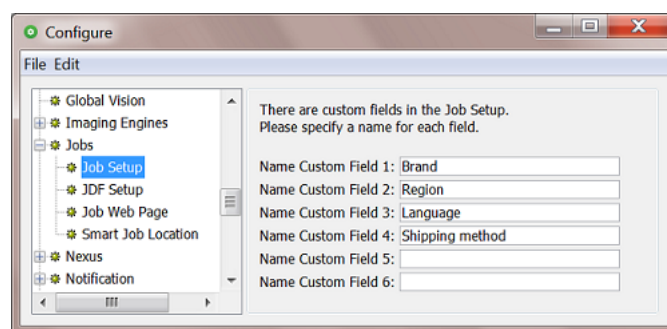 Configure
File Edit
Global Vision
Imaging Engines
Jobs
Job Setup
JDF Setup
Job Web Page
Smart Job Location
Nexus
Notification
There are custom fields in the Job Setup.
Please specify a name for each field.
Name Custom Field 1: Brand
Name Custom Field 2: Region
Name Custom Field 3: Language
Name Custom Field 4: Shipping method
Name Custom Field 5:
Name Custom Field 6: